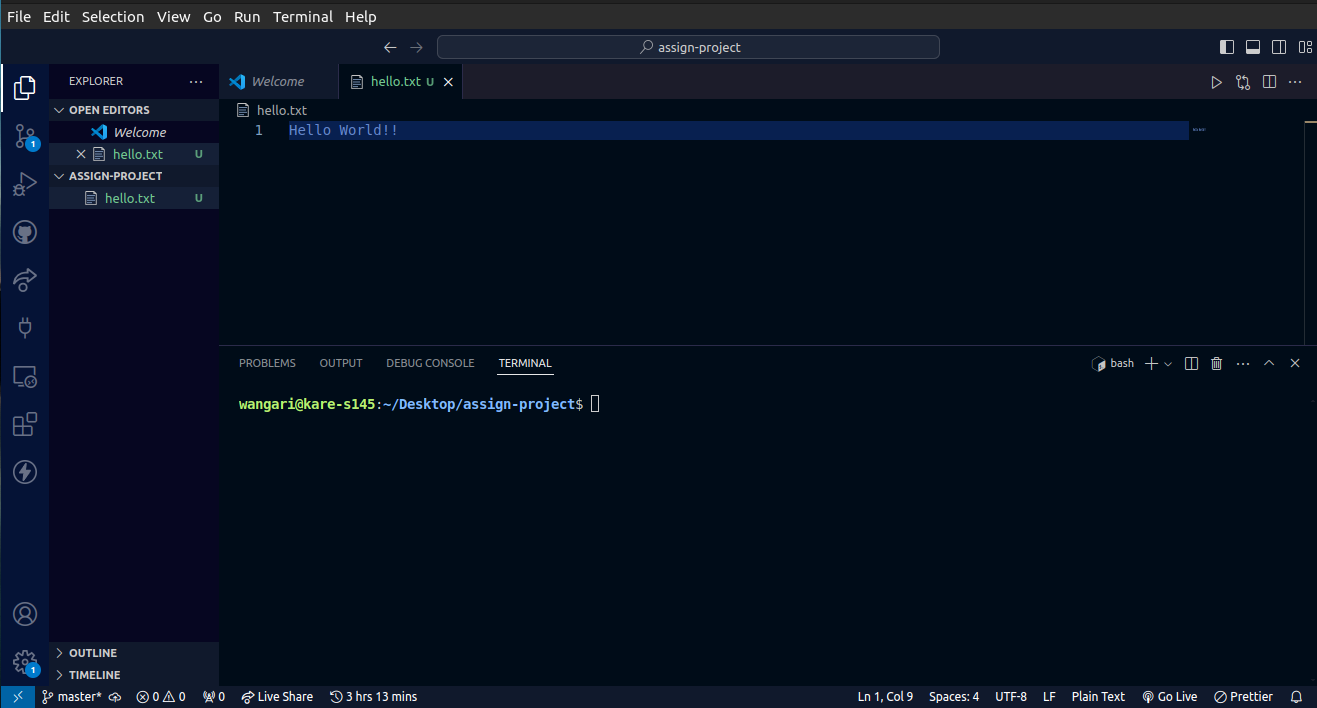 File Edit Selection View Go Run Terminal Help
assign-project
EXPLORER
Welcome
hello.txt U
OPEN EDITORS
hello.txt
Welcome
1 Hello World!!
hello.txt U
ASSIGN-PROJECT
hello.txt U
1
PROBLEMS OUTPUT DEBUG CONSOLE TERMINAL
bash
wangari@kare-s145:~/Desktop/assign-project$
OUTLINE
1
TIMELINE
master* 0 0 0 Live Share 3 hrs 13 mins Ln 1, Col 9 Spaces: 4 UTF-8 LF Plain Text Go Live Prettier